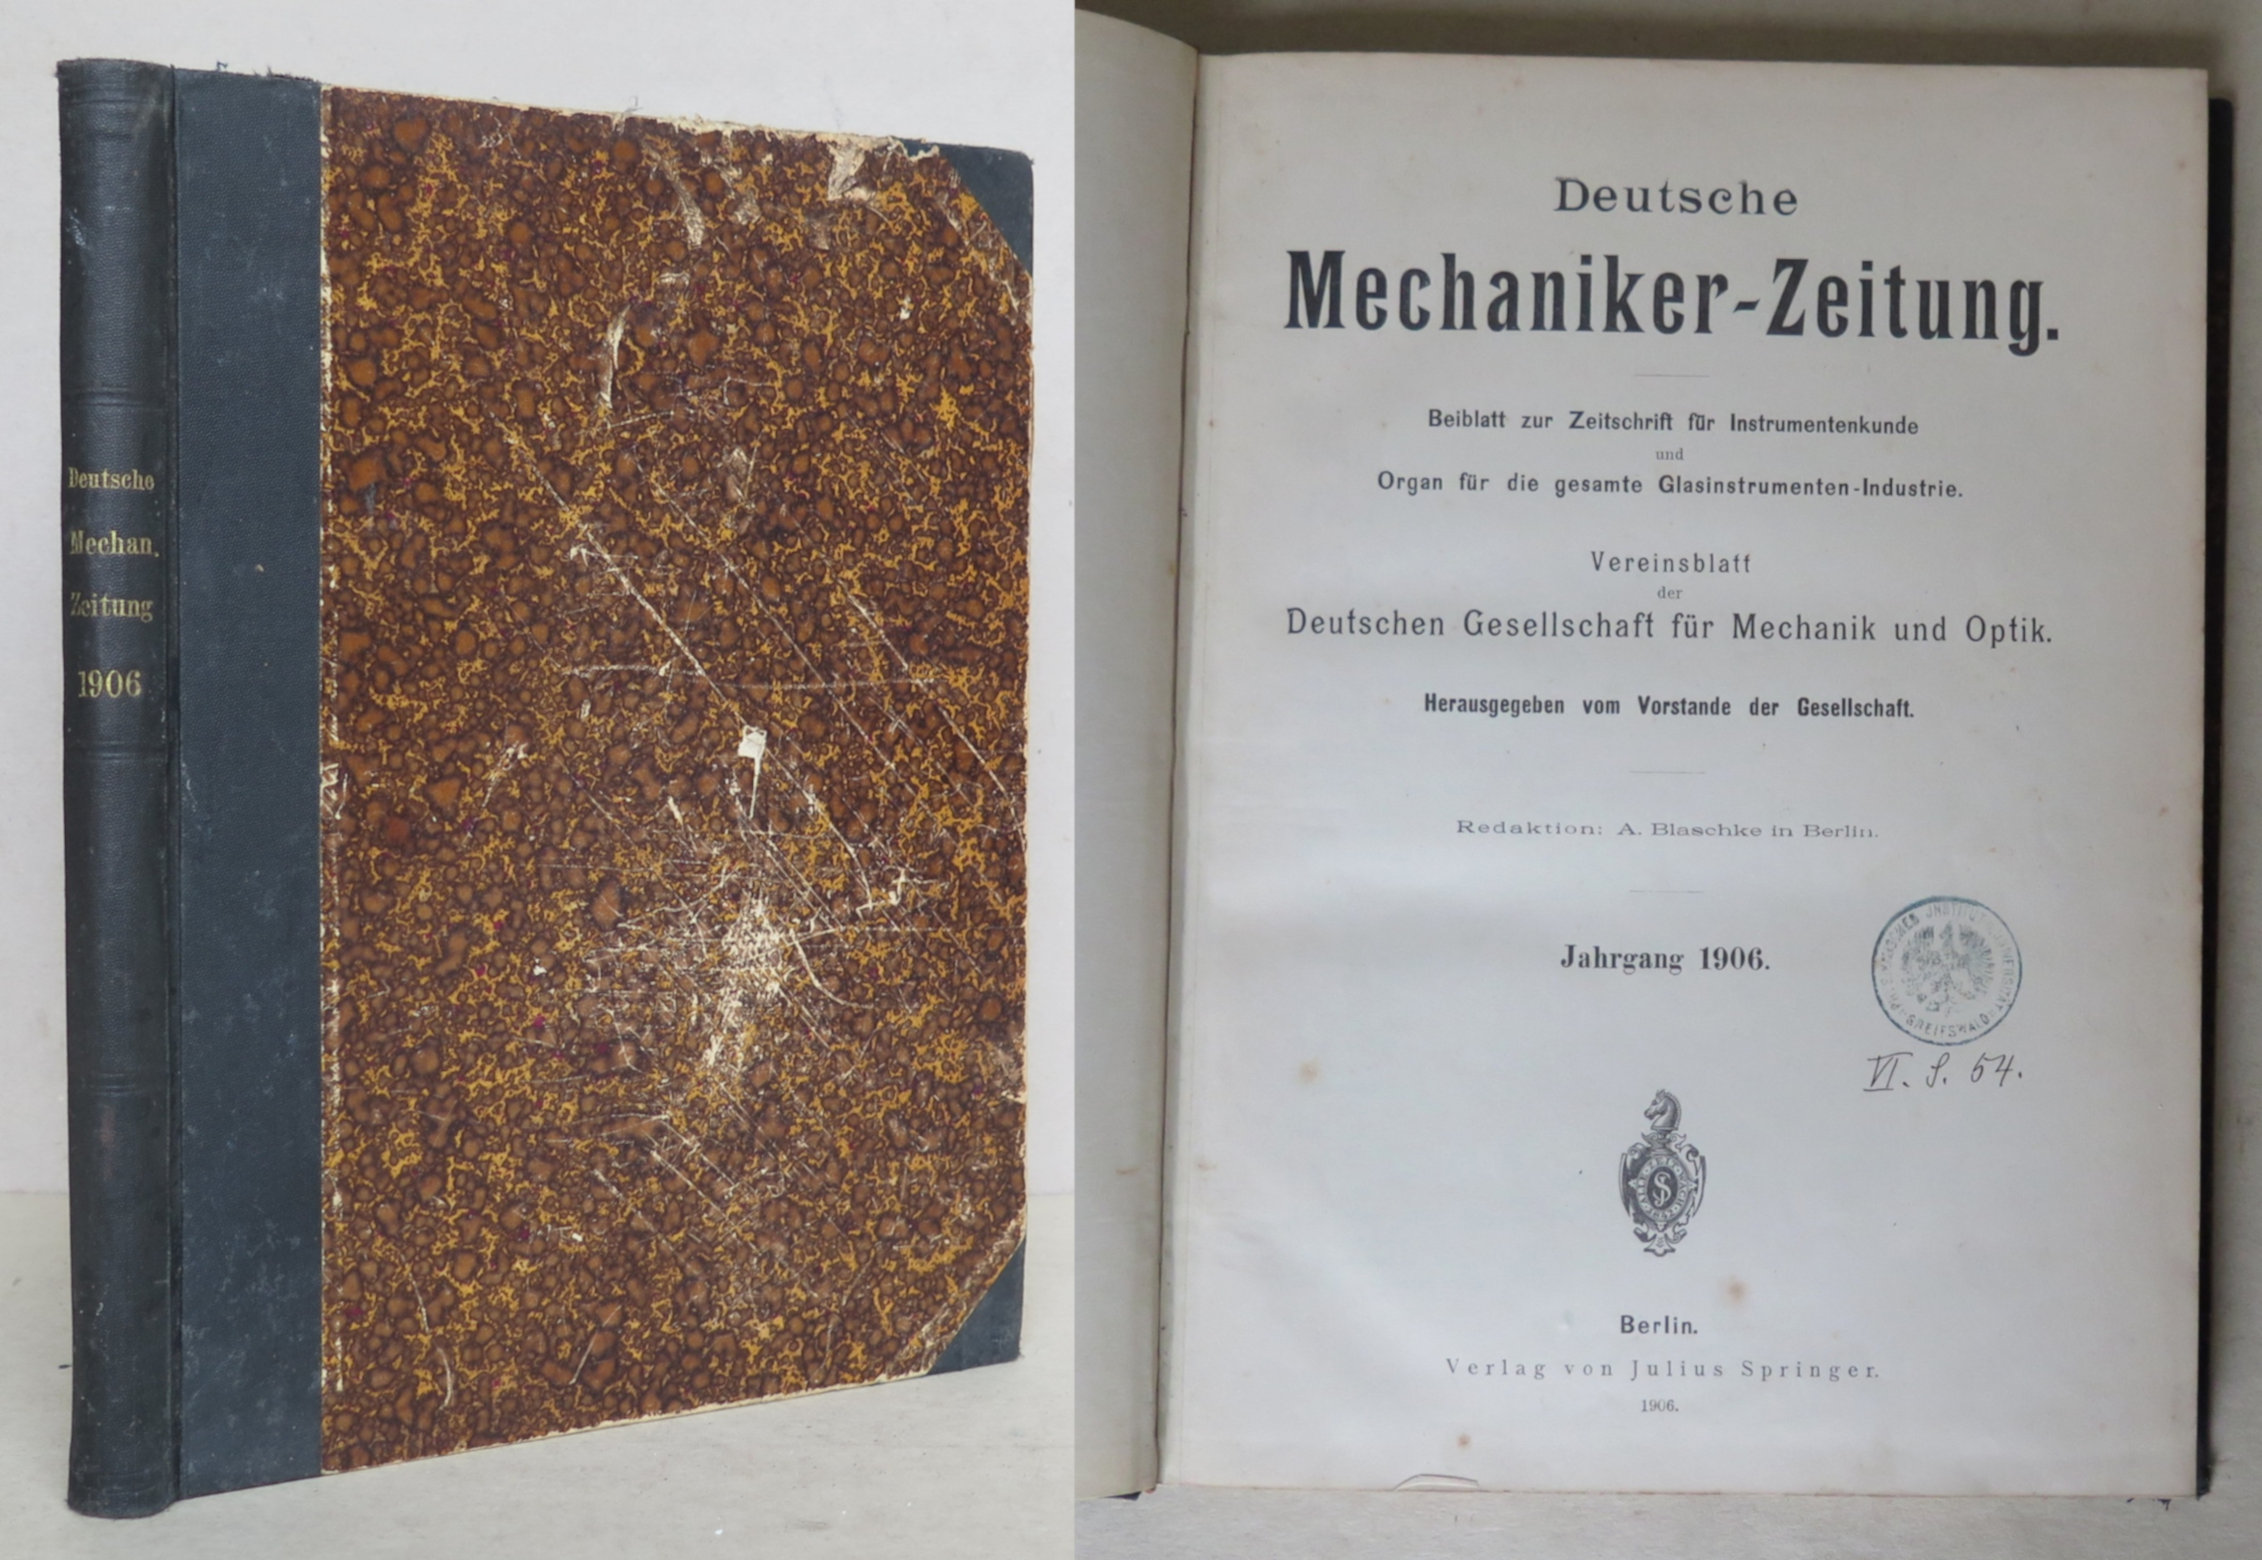 Deutsche
Mechan.
Zeitung
1906
Deutsche
Mechaniker-Zeitung.
Beiblatt zur Zeitschrift für Instrumentenkunde
und
Organ für die gesamte Glasinstrumenten-Industrie.
Vereinsblatt
der
Deutschen Gesellschaft für Mechanik und Optik.
Herausgegeben vom Vorstande der Gesellschaft.
Redaktion: A. Blaschke in Berlin.
Jahrgang 1906.
GREIFSWALD
VI. S. 54.
Berlin.
Verlag von Julius Springer.
1906.